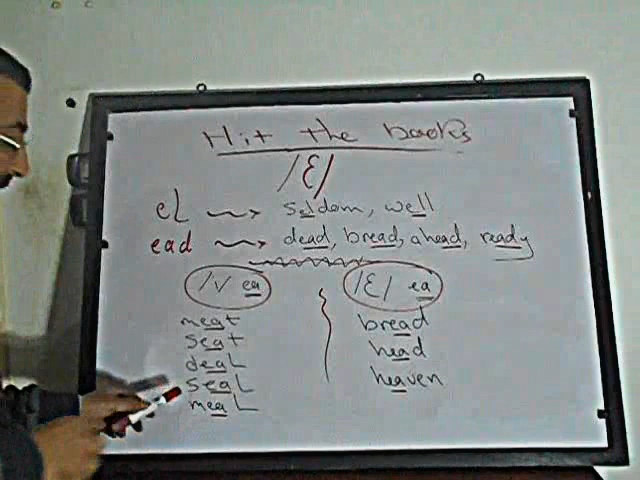 Hit the books
/ɛ/
eL ~> seldom, well
ead ~> dead, bread, ahead, ready
/i/ ea /ɛ/ ea
meat bread
seat head
deaL heaven
seaL
meaL